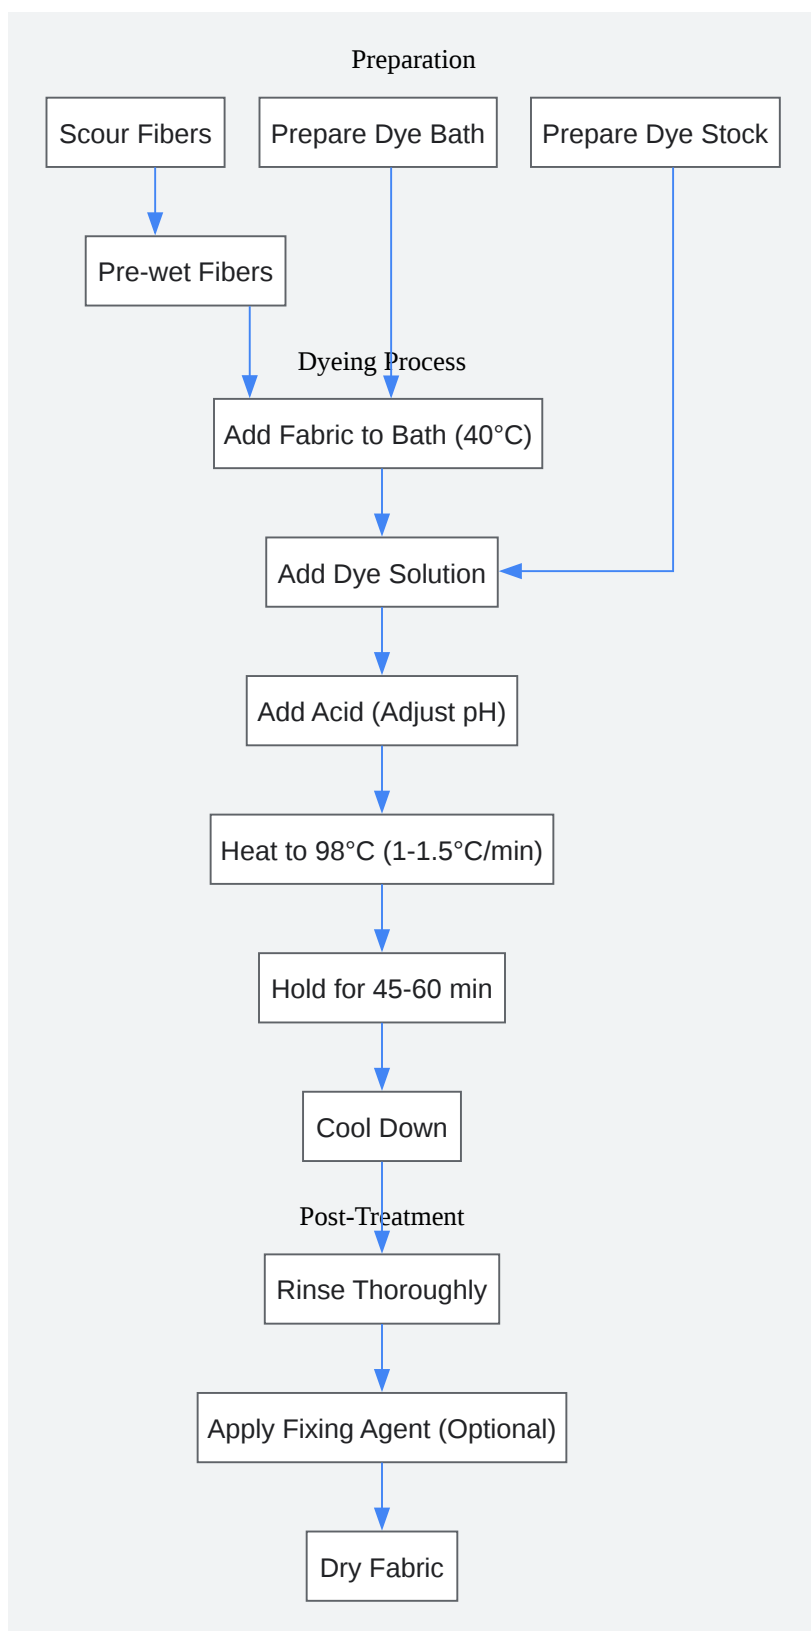 Preparation
Scour Fibers
Prepare Dye Bath
Prepare Dye Stock
Pre-wet Fibers
Dyeing Process
Add Fabric to Bath (40°C)
Add Dye Solution
Add Acid (Adjust pH)
Heat to 98°C (1-1.5°C/min)
Hold for 45-60 min
Cool Down
Post-Treatment
Rinse Thoroughly
Apply Fixing Agent (Optional)
Dry Fabric